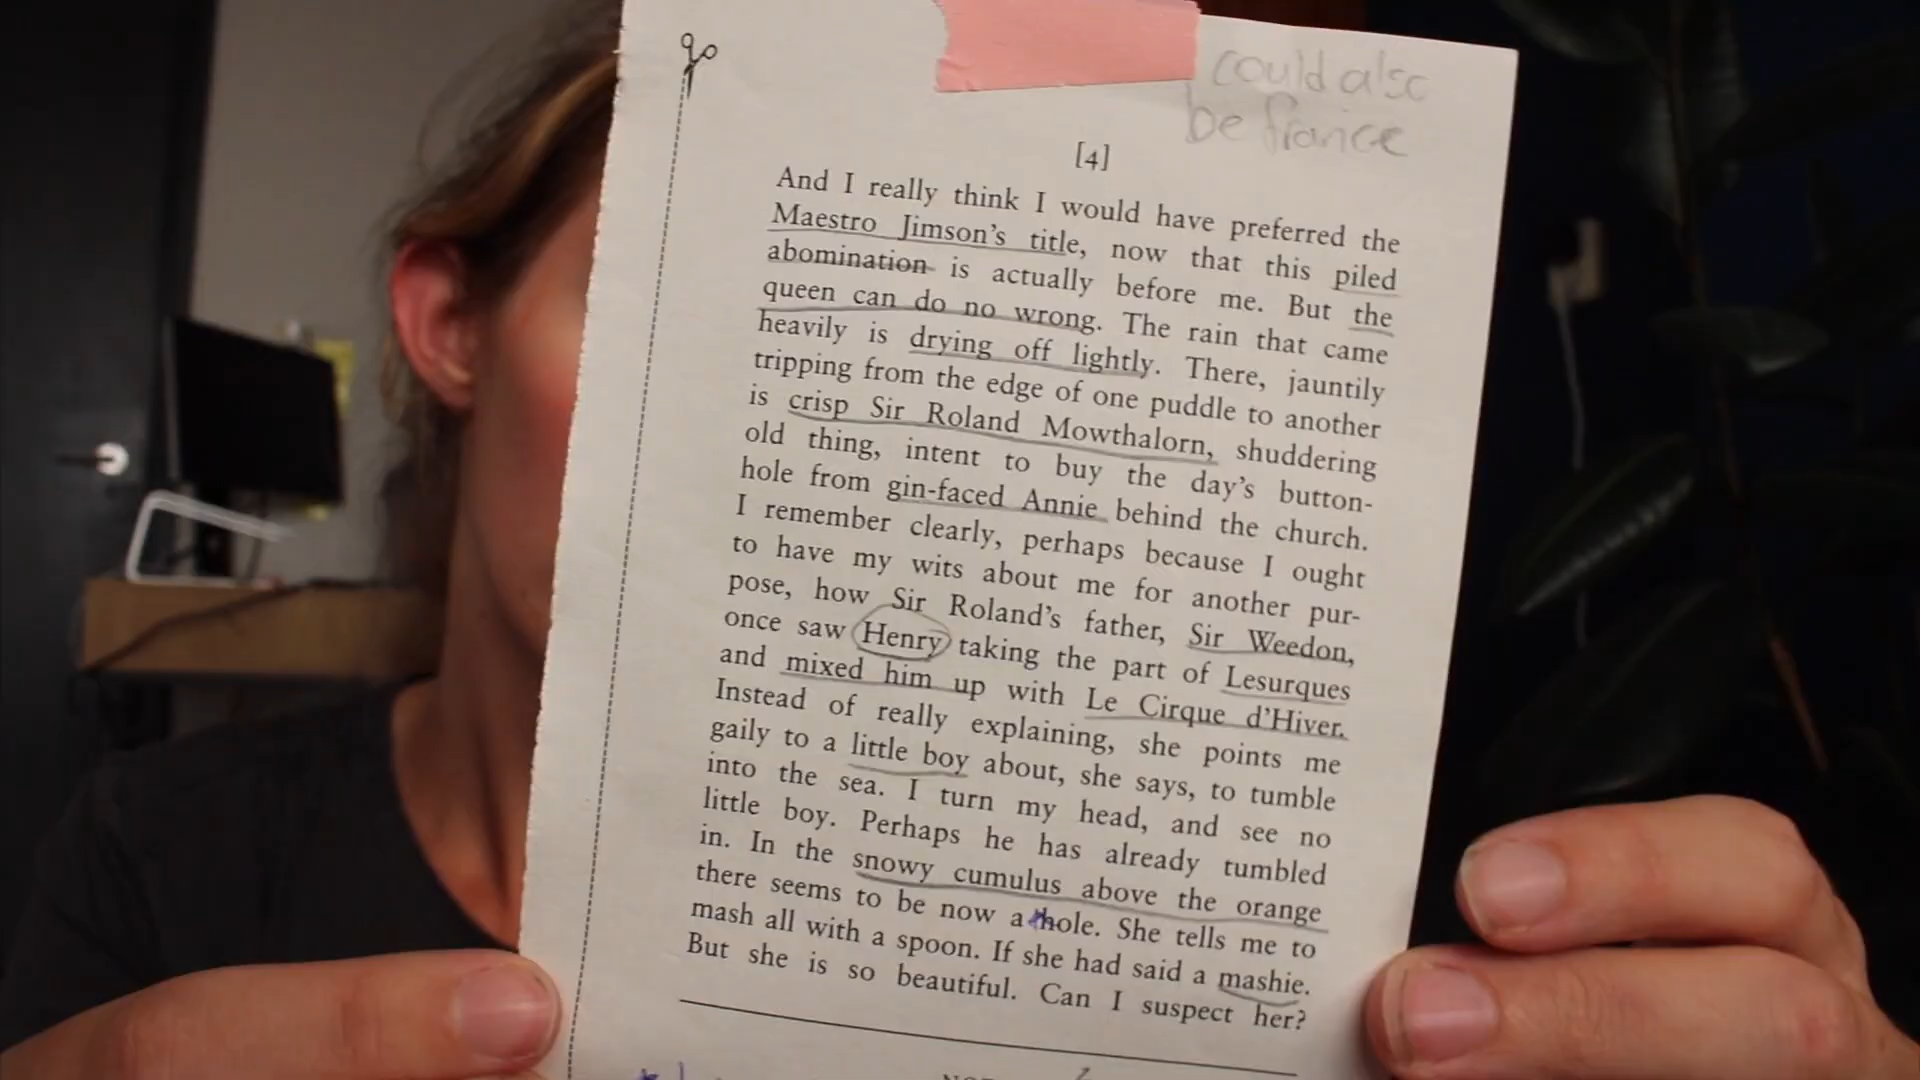 could also
be france
[4]
And I really think I would have preferred the
Maestro Jimson's title, now that this piled
abomination is actually before me. But the
queen can do no wrong. The rain that came
heavily is drying off lightly. There, jauntily
tripping from the edge of one puddle to another
is crisp Sir Roland Mowthalorn, shuddering
old thing, intent to buy the day's button-
hole from gin-faced Annie behind the church.
I remember clearly, perhaps because I ought
to have my wits about me for another pur-
pose, how Sir Roland's father, Sir Weedon,
once saw Henry taking the part of Lesurques
and mixed him up with Le Cirque d'Hiver.
Instead of really explaining, she points me
gaily to a little boy about, she says, to tumble
into the sea. I turn my head, and see no
little boy. Perhaps he has already tumbled
in. In the snowy cumulus above the orange
there seems to be now a hole. She tells me to
mash all with a spoon. If she had said a mashie.
But she is so beautiful. Can I suspect her?